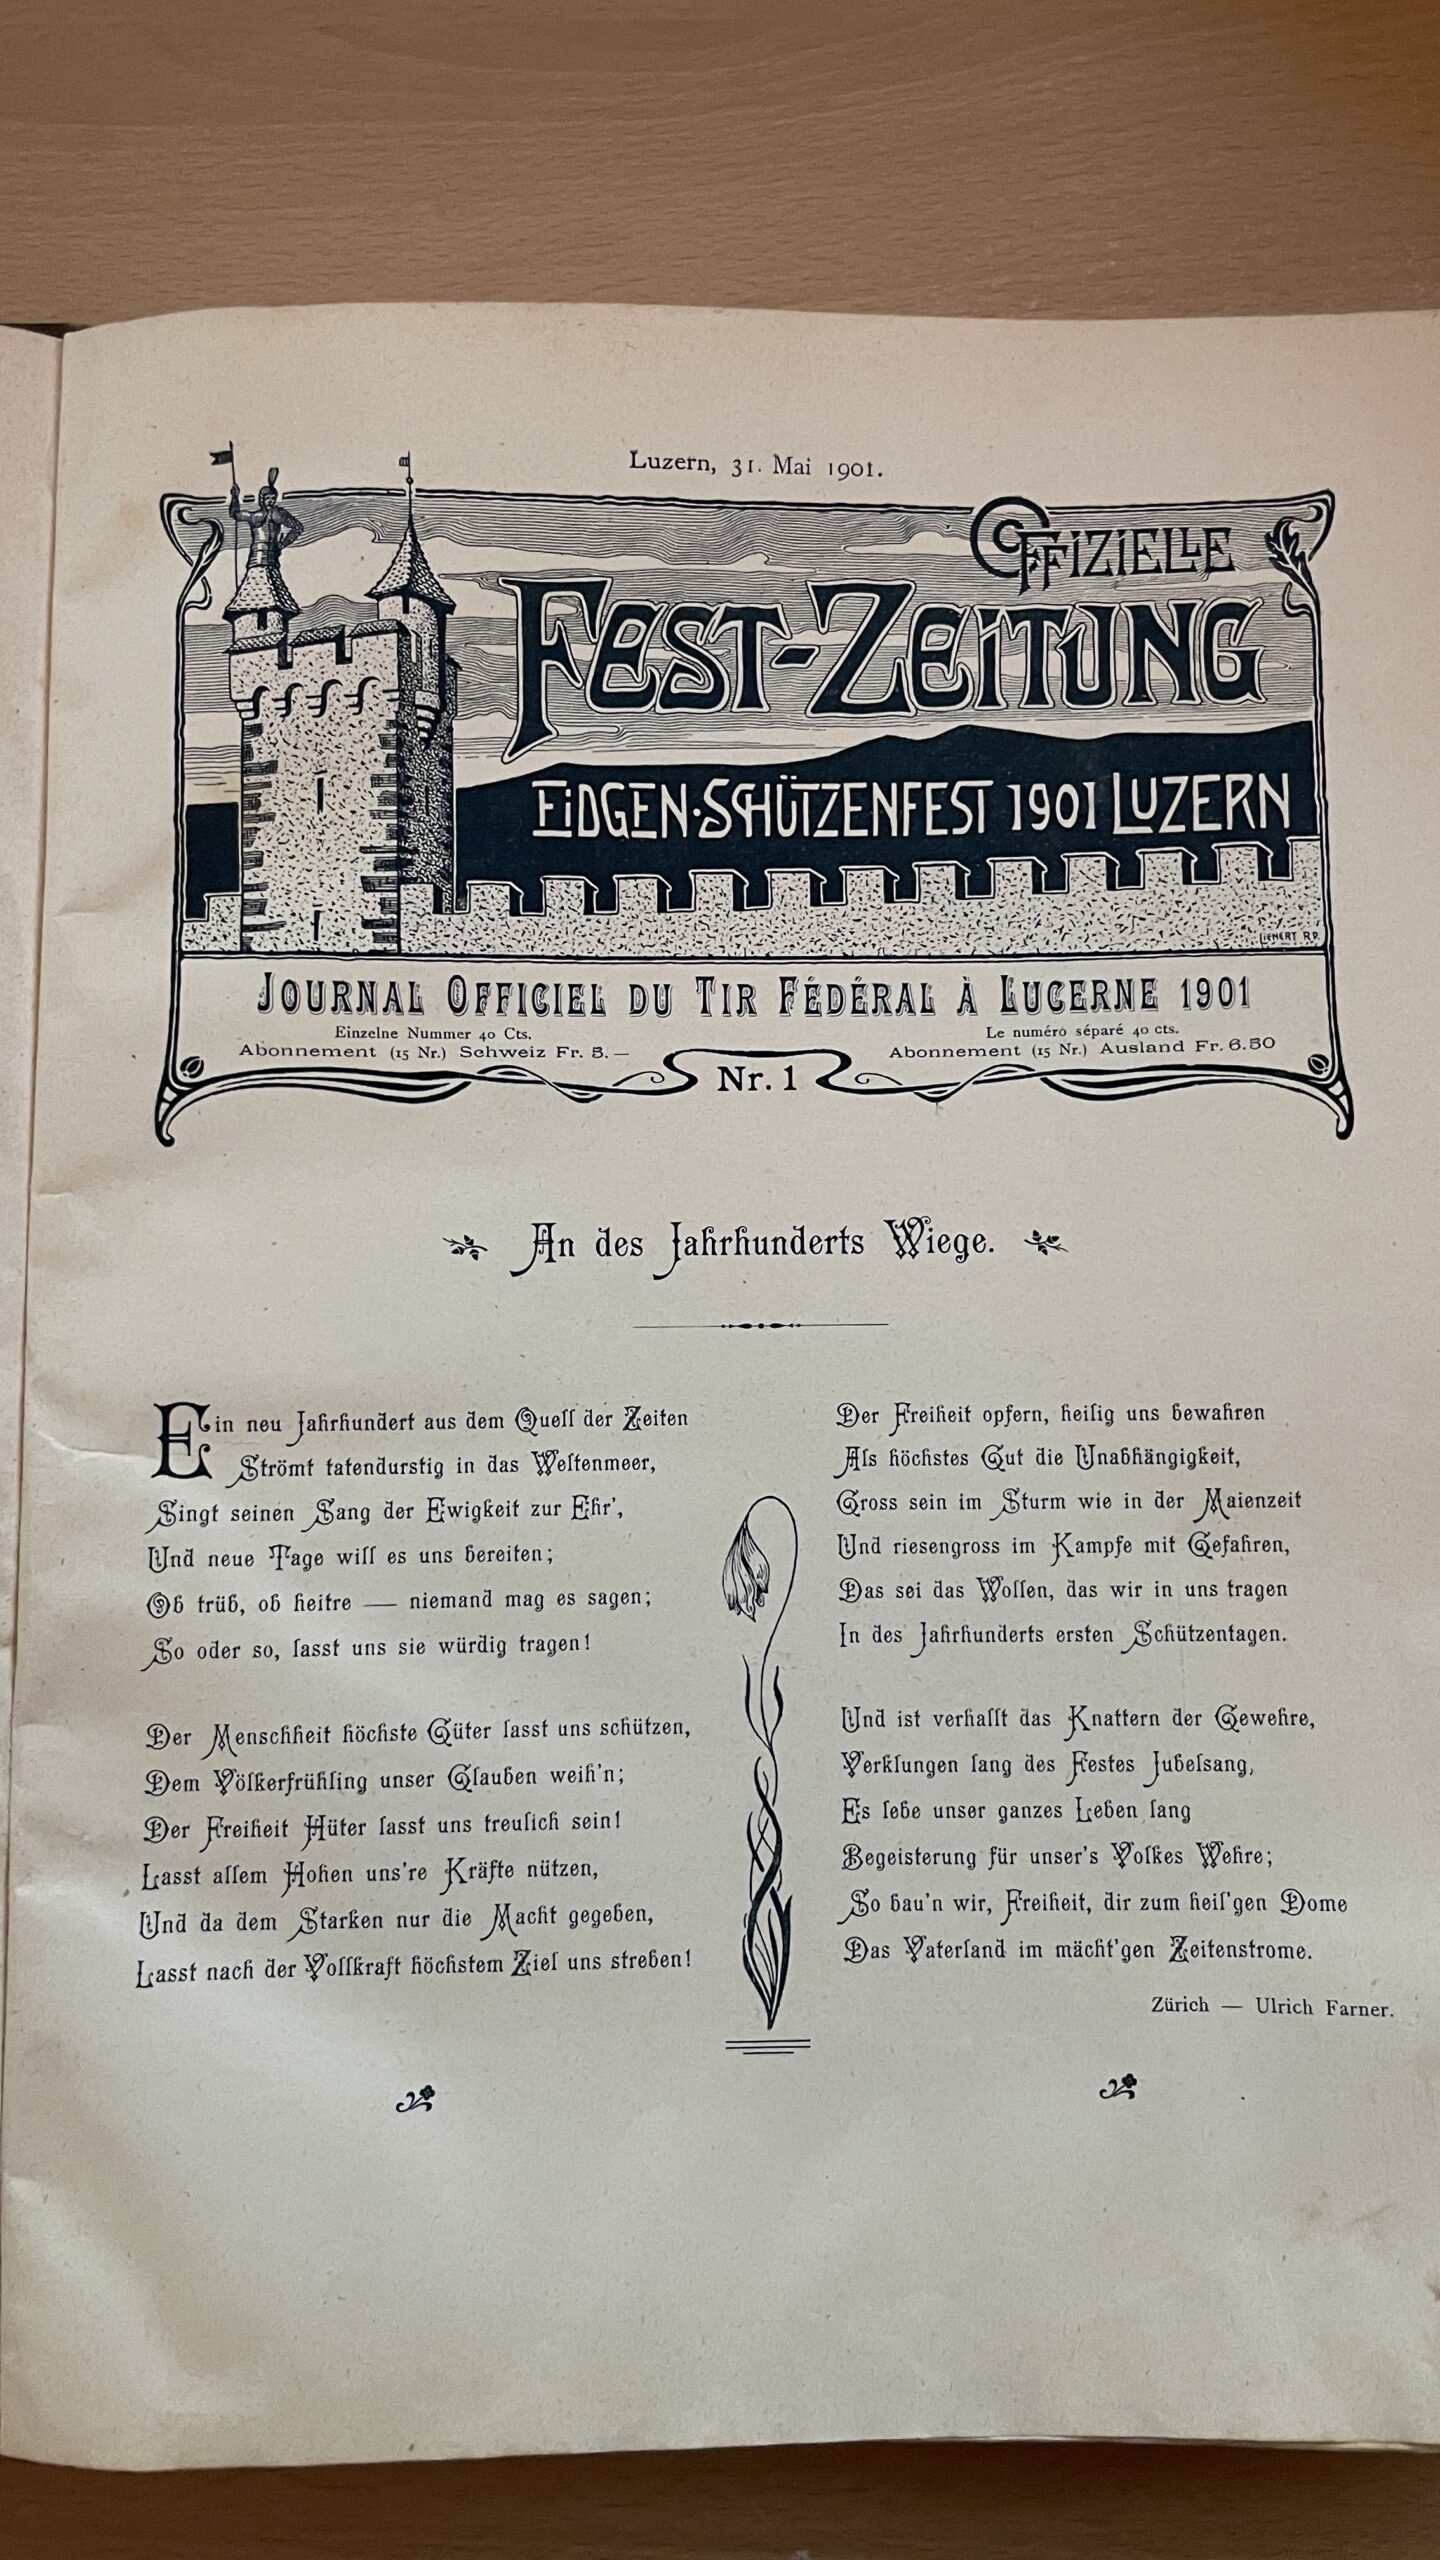 Luzern, 31. Mai 1901.
OFFIZIELLE
FEST-ZEITUNG
EIDGEN·SCHÜTZENFEST 1901 LUZERN
LIENERT R.D.
JOURNAL OFFICIEL DU TIR FÉDÉRAL À LUCERNE 1901
Einzelne Nummer 40 Cts.
Abonnement (15 Nr.) Schweiz Fr. 5.—
Le numéro séparé 40 cts.
Abonnement (15 Nr.) Ausland Fr. 6.50
Nr. 1
An des Jahrhunderts Wiege.
Ein neu Jahrhundert aus dem Quell der Zeiten
Strömt tatendurstig in das Weltenmeer,
Singt seinen Sang der Ewigkeit zur Ehr',
Und neue Tage will es uns bereiten;
Ob trüb, ob heitre — niemand mag es sagen;
So oder so, lasst uns sie würdig tragen!
Der Menschheit höchste Güter lasst uns schützen,
Dem Völkerfrühling unser Glauben weih'n;
Der Freiheit Hüter lasst uns treulich sein!
Lasst allem Hohen uns're Kräfte nützen,
Und da dem Starken nur die Macht gegeben,
Lasst nach der Vollkraft höchstem Ziel uns streben!
Der Freiheit opfern, heilig uns bewahren
Als höchstes Gut die Unabhängigkeit,
Gross sein im Sturm wie in der Maienzeit
Und riesengross im Kampfe mit Gefahren,
Das sei das Wollen, das wir in uns tragen
In des Jahrhunderts ersten Schützentagen.
Und ist verhallt das Knattern der Gewehre,
Verklungen lang des Festes Jubelsang,
Es lebe unser ganzes Leben lang
Begeisterung für unser's Volkes Wehre;
So bau'n wir, Freiheit, dir zum heil'gen Dome
Das Vaterland im mächt'gen Zeitenstrome.
Zürich — Ulrich Farner.